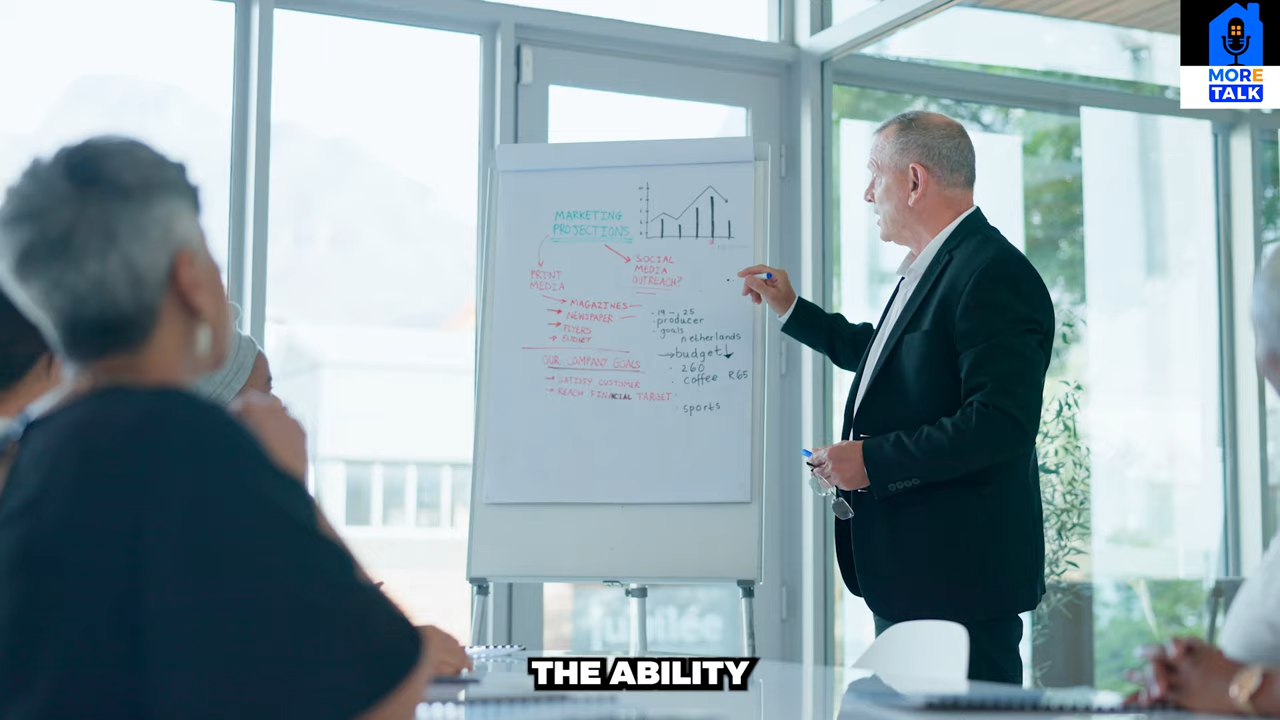 MORE
TALK
MARKETING
PROJECTIONS
SOCIAL
MEDIA
OUTREACH?
PRINT
MEDIA
MAGAZINES
NEWSPAPER
FLYERS
BUDGET
19 - 25
producer
goals
netherlands
budget
260
coffee R65
sports
OUR COMPANY GOALS
SATISFY CUSTOMER
REACH FINANCIAL TARGET
THE ABILITY